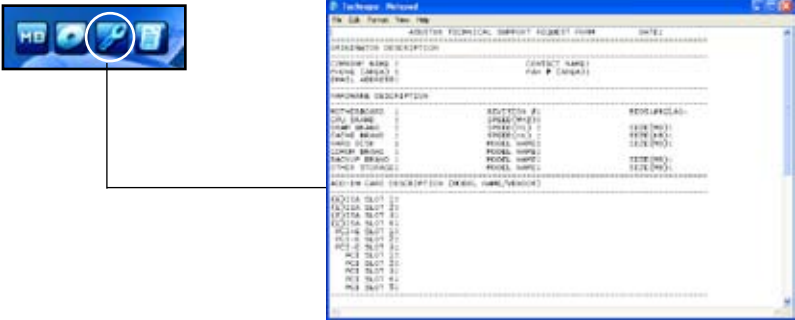 MB
Techreqe - Notepad
File Edit Format View Help
ASUSTEK TECHNICAL SUPPORT REQUEST FORM DATE:
ORIGINATOR DESCRIPTION
COMPANY NAME : CONTACT NAME:
PHONE (AREA) : FAX # (AREA):
EMAIL ADDRESS:
HARDWARE DESCRIPTION
MOTHERBOARD : REVISION #:
CPU BRAND : SPEED(MHZ):
DRAM BRAND : SPEED(NS) : SIZE(MB):
CACHE BRAND : SPEED(NS) : SIZE(KB):
HARD DISK : MODEL NAME: SIZE(MB):
CDROM BRAND : MODEL NAME:
BACKUP BRAND : MODEL NAME: SIZE(MB):
OTHER STORAGE: MODEL NAME: SIZE(MB):
ADD-IN CARD DESCRIPTION (MODEL NAME/VENDOR)
(E)ISA SLOT 1:
(E)ISA SLOT 2:
(E)ISA SLOT 3:
(E)ISA SLOT 4:
PCI-E SLOT 1:
PCI-E SLOT 2:
PCI-E SLOT 3:
PCI SLOT 1:
PCI SLOT 2:
PCI SLOT 3:
PCI SLOT 4:
PCI SLOT 5: